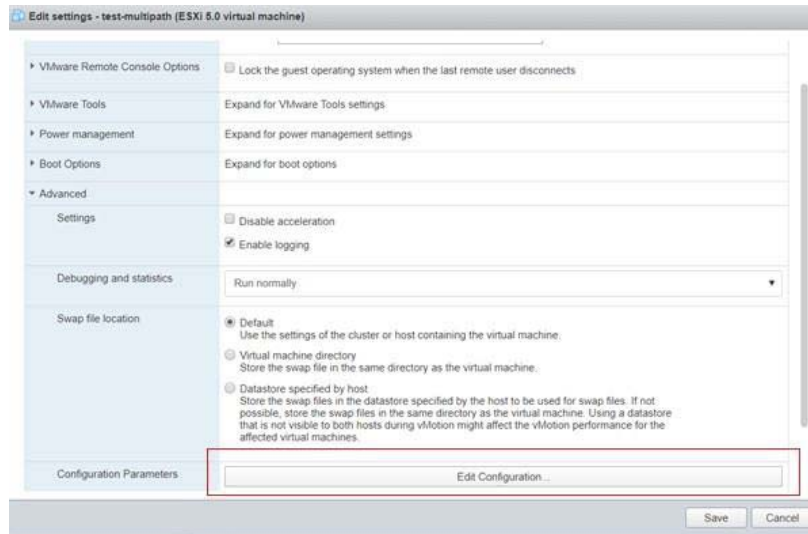 Edit settings - test-multipath (ESXi 5.0 virtual machine)
VMware Remote Console Options
Lock the guest operating system when the last remote user disconnects
VMware Tools
Expand for VMware Tools settings
Power management
Expand for power management settings
Boot Options
Expand for boot options
Advanced
Settings
Disable acceleration
Enable logging
Debugging and statistics
Run normally
Swap file location
Default
Use the settings of the cluster or host containing the virtual machine.
Virtual machine directory
Store the swap file in the same directory as the virtual machine.
Datastore specified by host
Store the swap files in the datastore specified by the host to be used for swap files. If not
possible, store the swap files in the same directory as the virtual machine. Using a datastore
that is not visible to both hosts during vMotion might affect the vMotion performance for the
affected virtual machines.
Configuration Parameters
Edit Configuration...
Save
Cancel